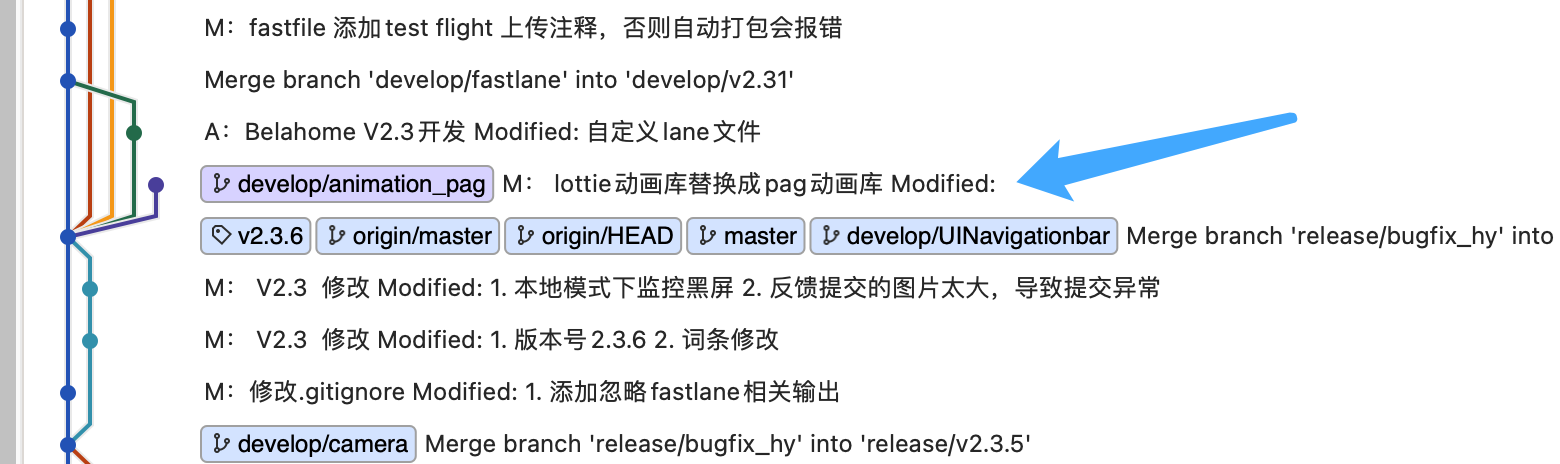 M：fastfile 添加test flight 上传注释，否则自动打包会报错
Merge branch 'develop/fastlane' into 'develop/v2.31'
A：Belahome V2.3开发 Modified: 自定义lane文件
develop/animation_pag M： lottie动画库替换成pag动画库 Modified:
v2.3.6 origin/master origin/HEAD master develop/UINavigationbar Merge branch 'release/bugfix_hy' into
M： V2.3 修改 Modified: 1. 本地模式下监控黑屏 2. 反馈提交的图片太大，导致提交异常
M： V2.3 修改 Modified: 1. 版本号2.3.6 2. 词条修改
M：修改.gitignore Modified: 1. 添加忽略fastlane相关输出
develop/camera Merge branch 'release/bugfix_hy' into 'release/v2.3.5'